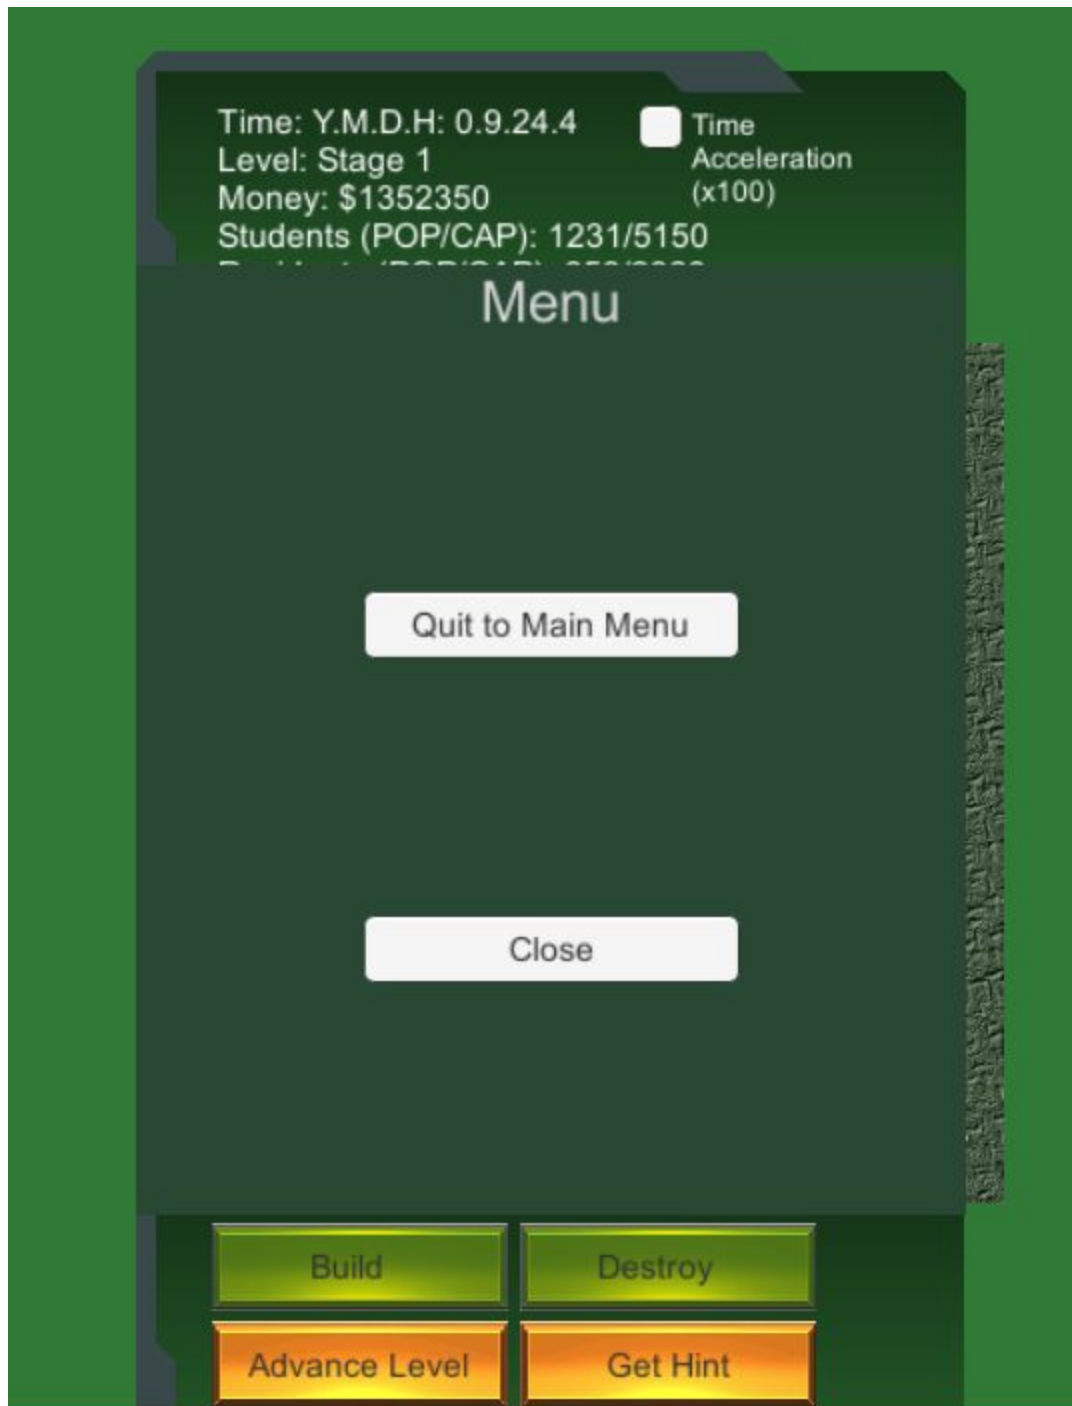 Time: Y.M.D.H: 0.9.24.4
Time
Acceleration
(x100)
Level: Stage 1
Money: $1352350
Students (POP/CAP): 1231/5150
Menu
Quit to Main Menu
Close
Build
Destroy
Advance Level
Get Hint